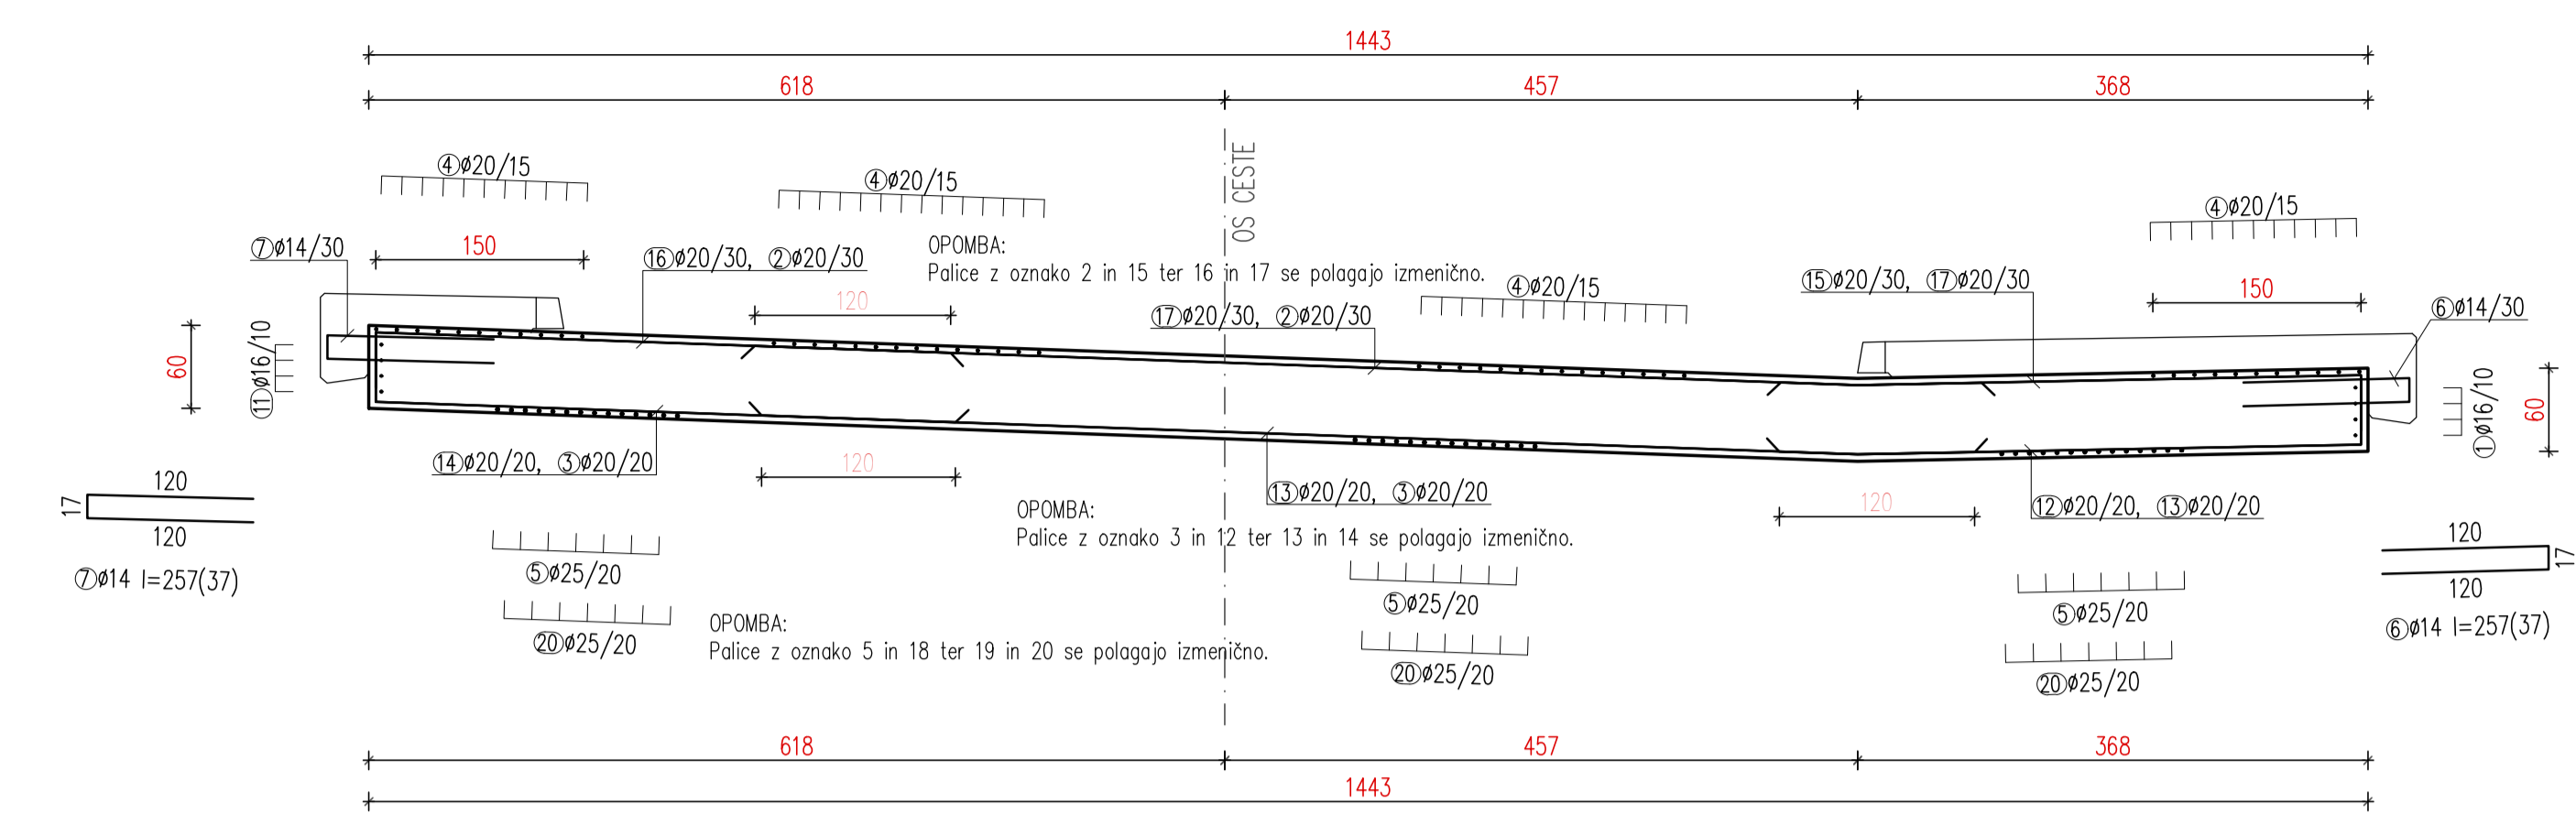 1443
618 457 368
④ø20/15
④ø20/15
OS CESTE
④ø20/15
⑦ø14/30
150
⑯ø20/30, ②ø20/30
OPOMBA:
Palice z oznako 2 in 15 ter 16 in 17 se polagajo izmenično.
④ø20/15
⑮ø20/30, ⑰ø20/30
150
⑥ø14/30
120
⑰ø20/30, ②ø20/30
60
⑪ø16/10
①ø16/10
60
⑭ø20/20, ③ø20/20
120
⑬ø20/20, ③ø20/20
120
⑫ø20/20, ⑬ø20/20
120
17
120
⑦ø14 l=257(37)
OPOMBA:
Palice z oznako 3 in 12 ter 13 in 14 se polagajo izmenično.
120
17
120
⑥ø14 l=257(37)
⑤ø25/20
⑳ø25/20
OPOMBA:
Palice z oznako 5 in 18 ter 19 in 20 se polagajo izmenično.
⑤ø25/20
⑳ø25/20
⑤ø25/20
⑳ø25/20
618 457 368
1443